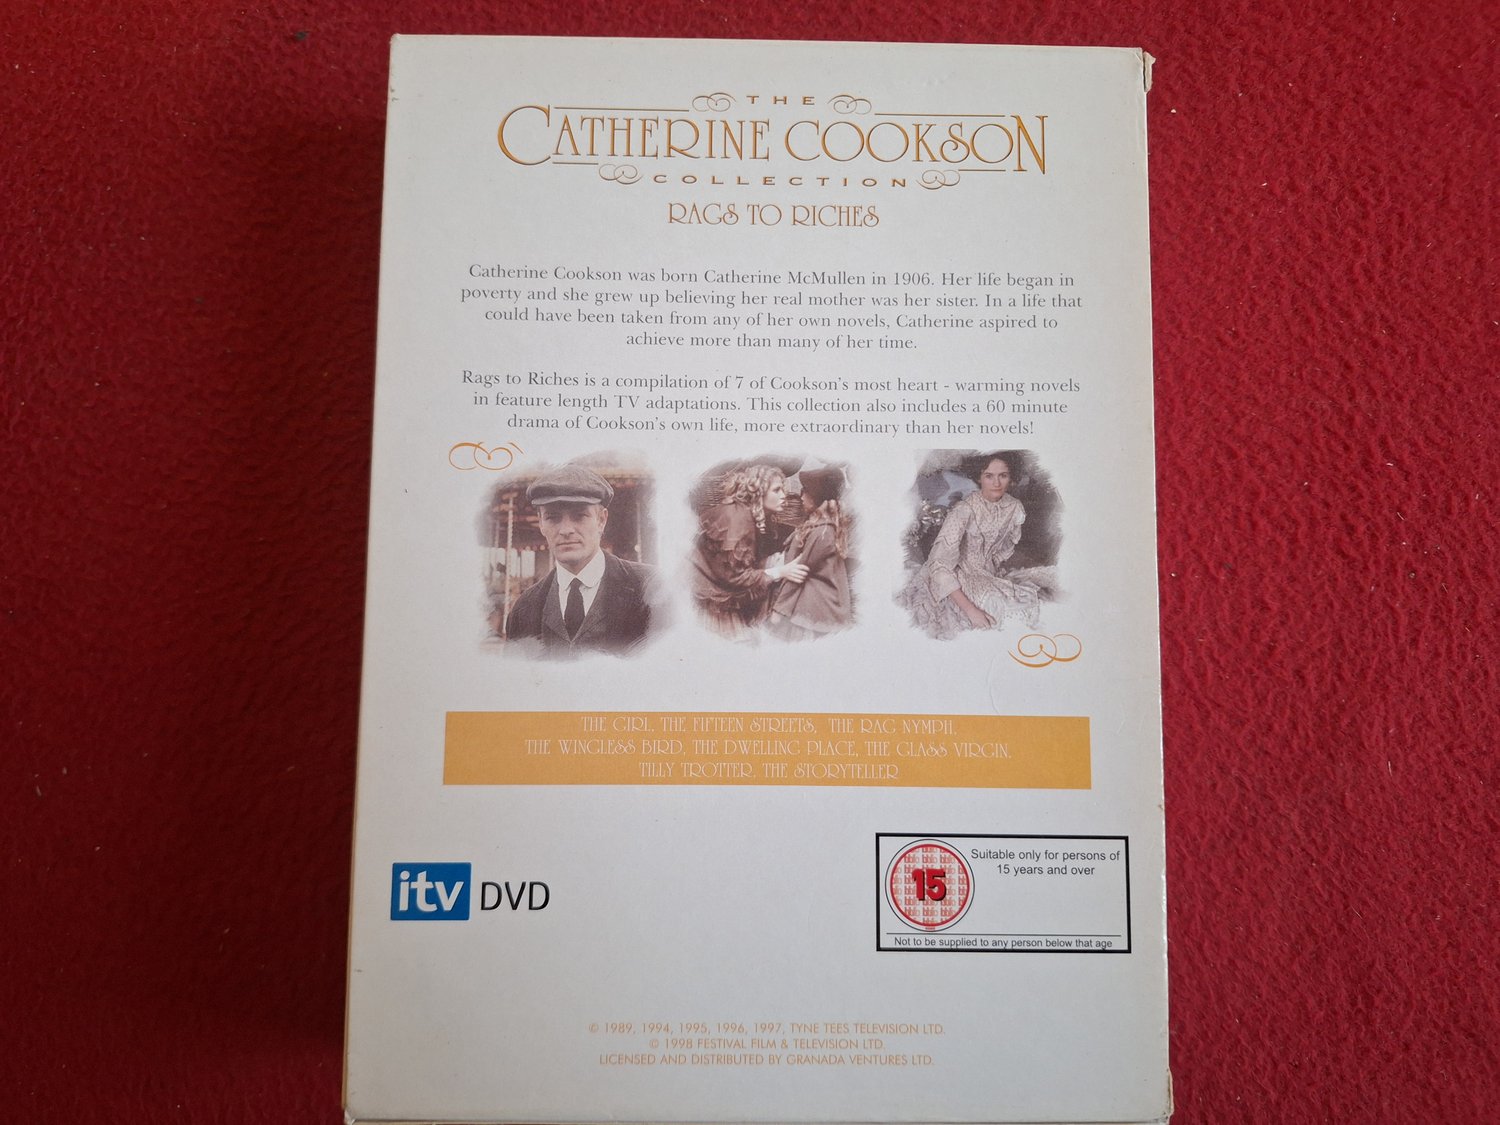 THE
CATHERINE COOKSON
COLLECTION
RAGS TO RICHES
Catherine Cookson was born Catherine McMullen in 1906. Her life began in
poverty and she grew up believing her real mother was her sister. In a life that
could have been taken from any of her own novels, Catherine aspired to
achieve more than many of her time.
Rags to Riches is a compilation of 7 of Cookson's most heart - warming novels
in feature length TV adaptations. This collection also includes a 60 minute
drama of Cookson's own life, more extraordinary than her novels!
THE GIRL, THE FIFTEEN STREETS, THE RAG NYMPH,
THE WINGLESS BIRD, THE DWELLING PLACE, THE GLASS VIRGIN,
TILLY TROTTER, THE STORYTELLER
itv DVD
15
Suitable only for persons of
15 years and over
Not to be supplied to any person below that age
© 1989, 1994, 1995, 1996, 1997, TYNE TEES TELEVISION LTD.
© 1998 FESTIVAL FILM & TELEVISION LTD.
LICENSED AND DISTRIBUTED BY GRANADA VENTURES LTD.